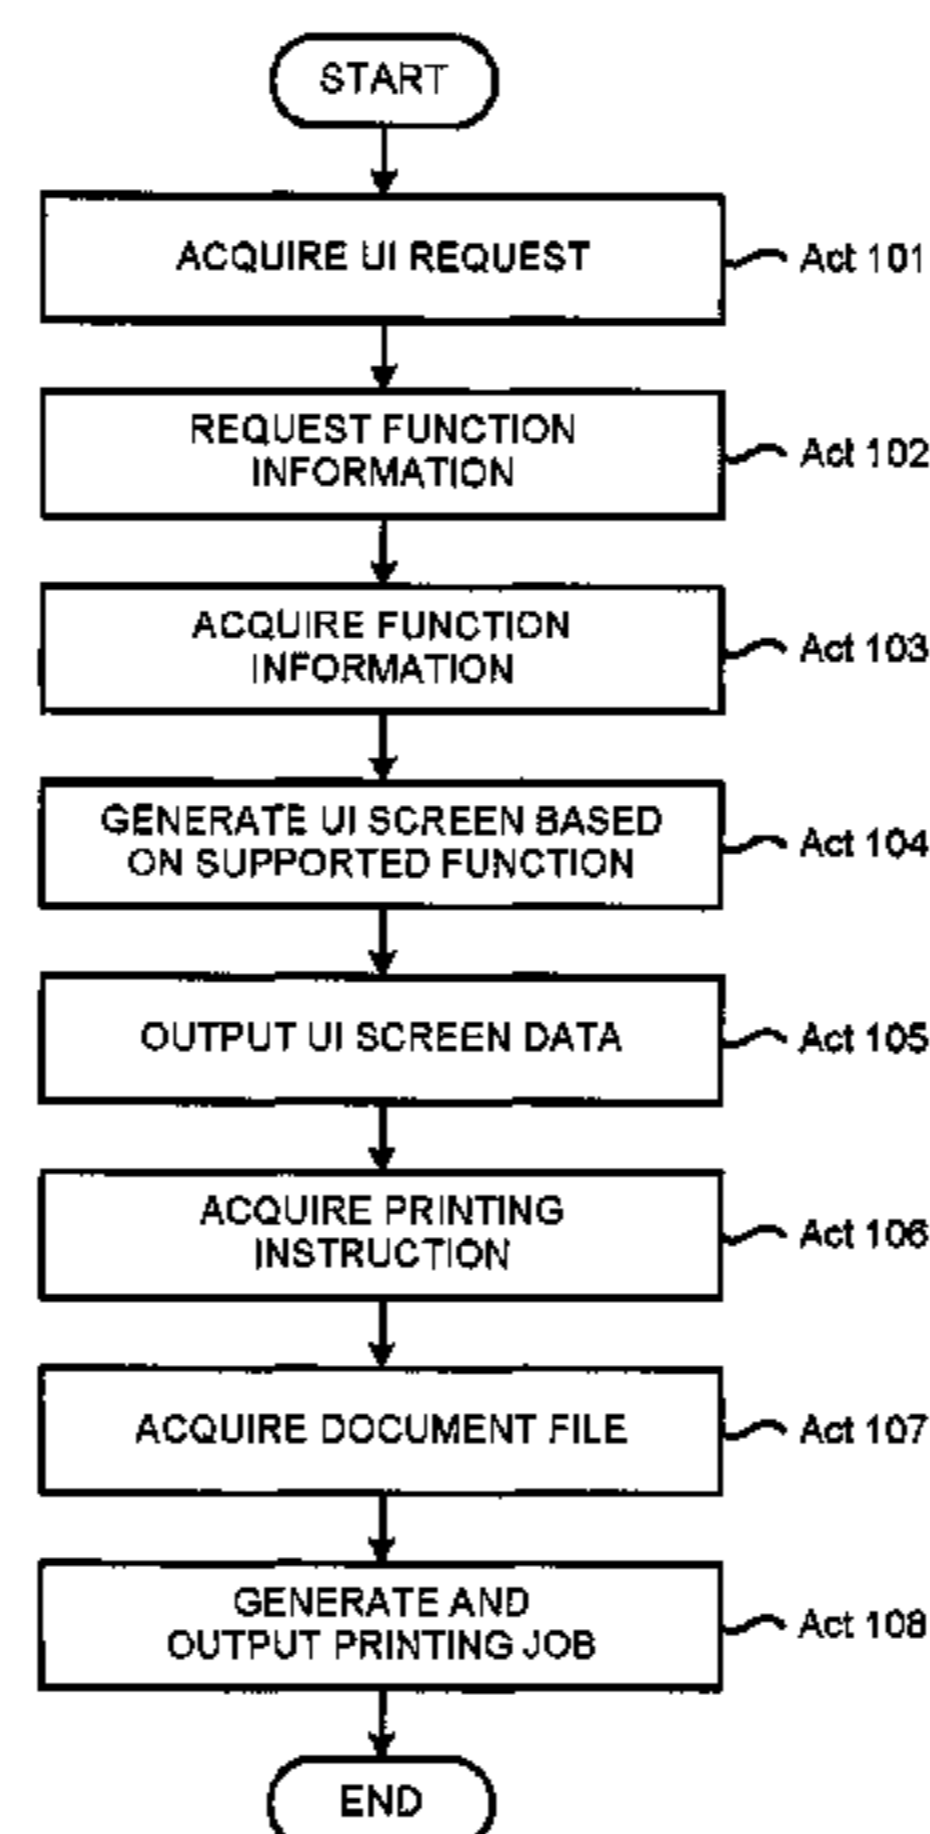 START
ACQUIRE UI REQUEST
Act 101
REQUEST FUNCTION
INFORMATION
Act 102
ACQUIRE FUNCTION
INFORMATION
Act 103
GENERATE UI SCREEN BASED
ON SUPPORTED FUNCTION
Act 104
OUTPUT UI SCREEN DATA
Act 105
ACQUIRE PRINTING
INSTRUCTION
Act 106
ACQUIRE DOCUMENT FILE
Act 107
GENERATE AND
OUTPUT PRINTING JOB
Act 108
END